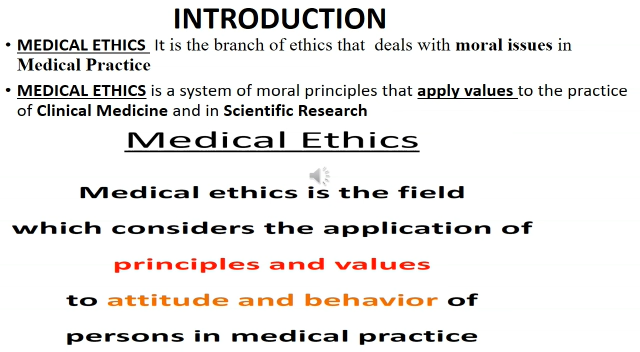 INTRODUCTION
• MEDICAL ETHICS It is the branch of ethics that deals with moral issues in
Medical Practice
• MEDICAL ETHICS is a system of moral principles that apply values to the practice
of Clinical Medicine and in Scientific Research
Medical Ethics
Medical ethics is the field
which considers the application of
principles and values
to attitude and behavior of
persons in medical practice